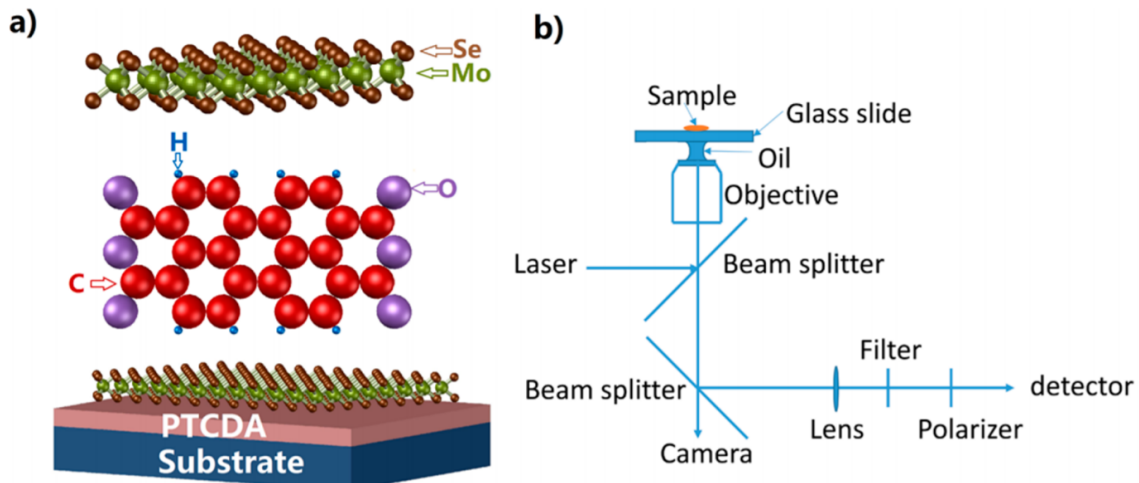 a)
Se
Mo
H
O
C
PTCDA
Substrate
b)
Sample
Glass slide
Oil
Objective
Laser
Beam splitter
Filter
Beam splitter
detector
Lens
Polarizer
Camera